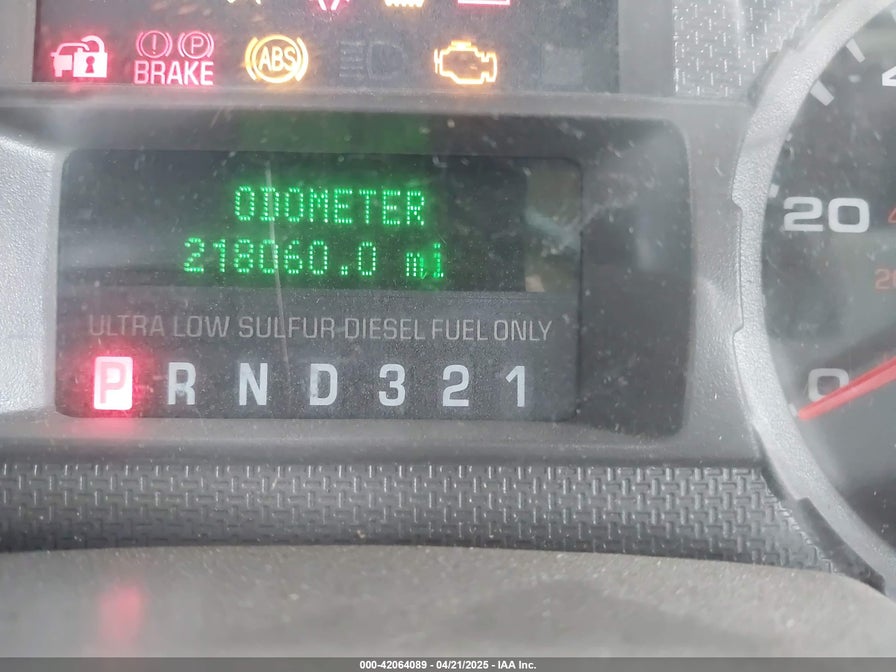 ! P
BRAKE
ABS
ODOMETER
218060.0 mi
ULTRA LOW SULFUR DIESEL FUEL ONLY
P R N D 3 2 1
20
0
000-42064089 - 04/21/2025 - IAA Inc.